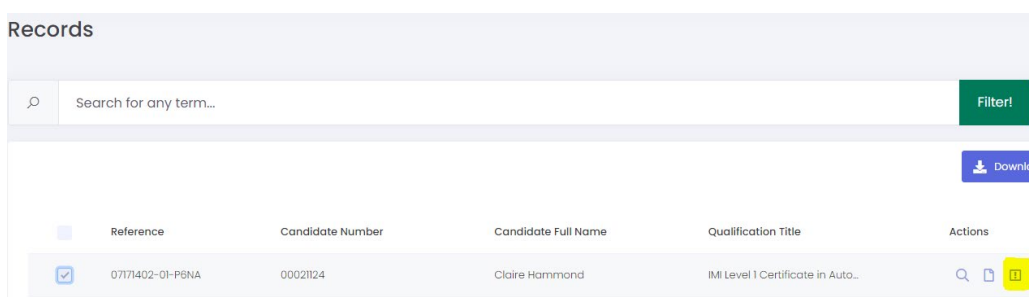 Records
Search for any term...
Filter!
Reference Candidate Number Candidate Full Name Qualification Title Actions
07171402-01-P6NA 00021124 Claire Hammond IMI Level 1 Certificate in Auto...